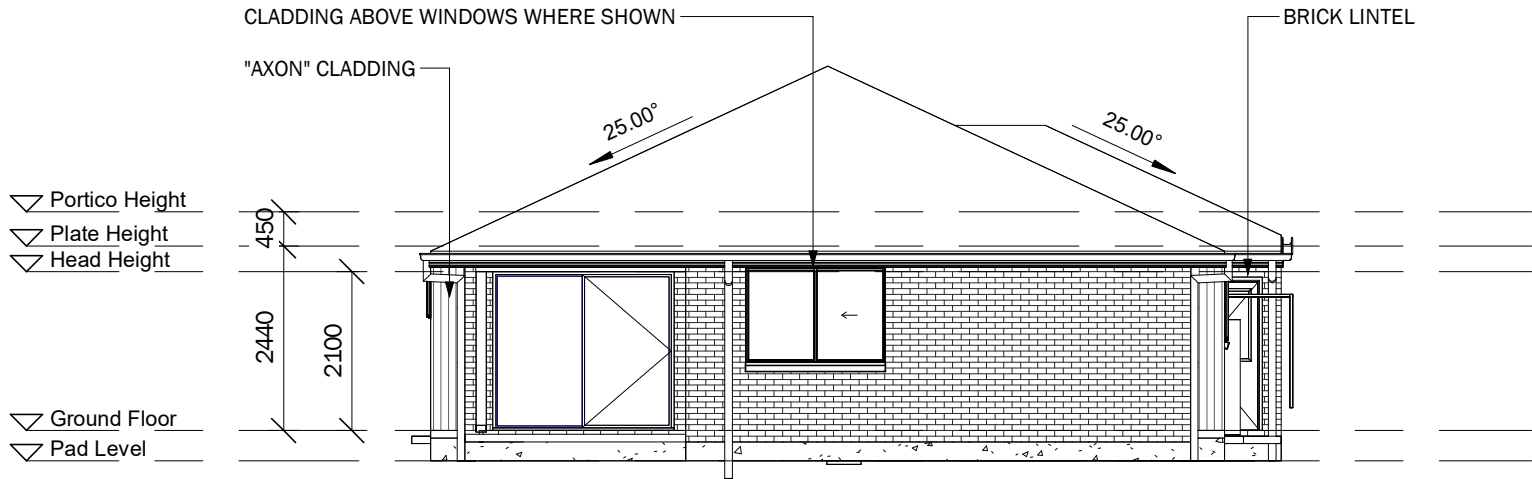 CLADDING ABOVE WINDOWS WHERE SHOWN
BRICK LINTEL
"AXON" CLADDING
25.00°
25.00°
Portico Height
450
Plate Height
Head Height
2440
2100
Ground Floor
Pad Level